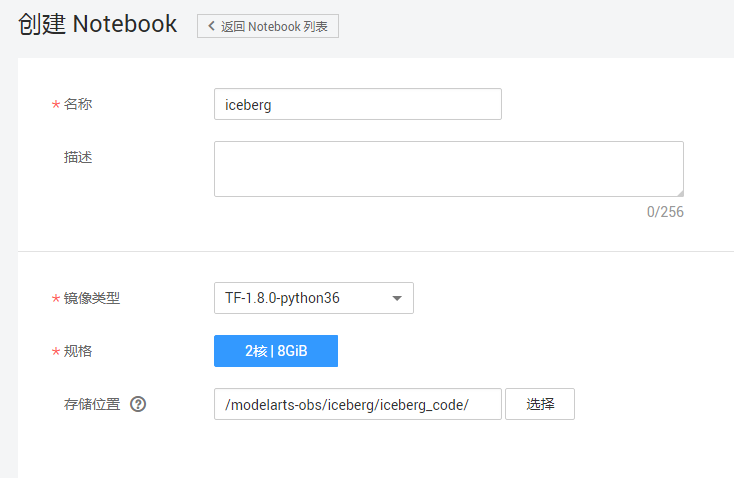 创建 Notebook < 返回 Notebook 列表
* 名称 iceberg
描述
0/256
* 镜像类型 TF-1.8.0-python36
* 规格 2核 | 8GiB
存储位置 ? /modelarts-obs/iceberg/iceberg_code/ 选择